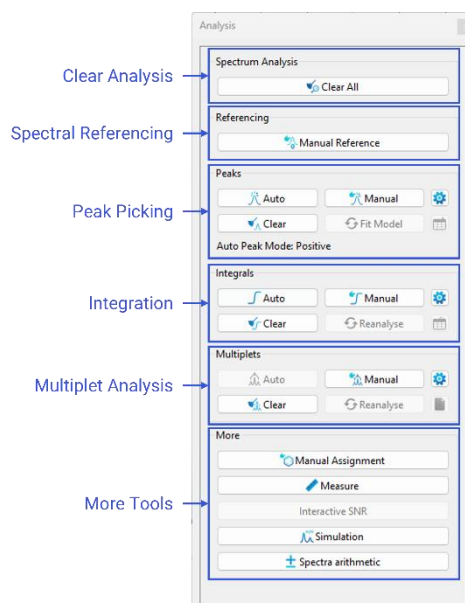 Analysis
Clear Analysis
Spectrum Analysis
Clear All
Spectral Referencing
Referencing
Manual Reference
Peak Picking
Peaks
Auto Manual
Clear Fit Model
Auto Peak Mode: Positive
Integration
Integrals
Auto Manual
Clear Reanalyse
Multiplet Analysis
Multiplets
Auto Manual
Clear Reanalyse
More Tools
More
Manual Assignment
Measure
Interactive SNR
Simulation
Spectra arithmetic